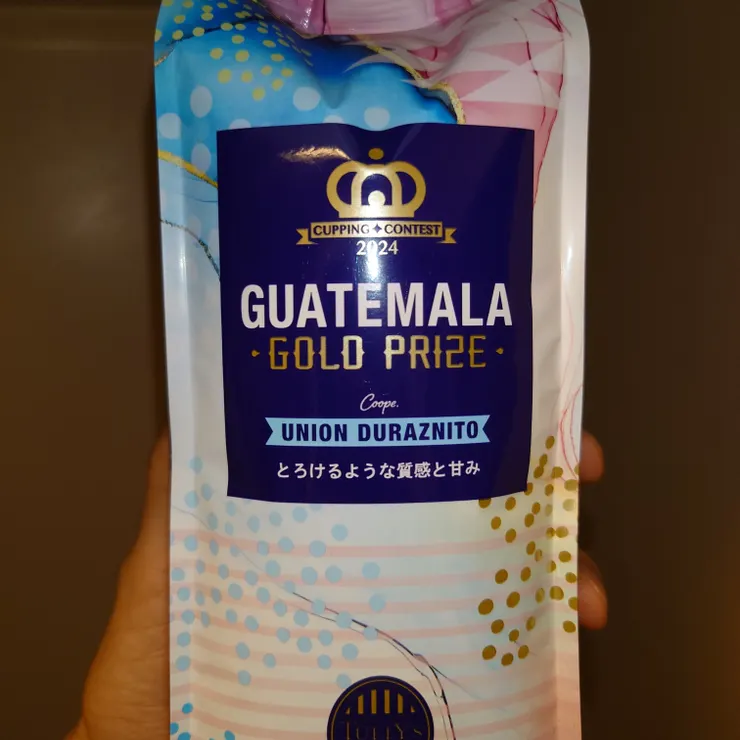 CUPPING CONTEST
2024
GUATEMALA
GOLD PRIZE
Coope.
UNION DURAZNITO
とろけるような質感と甘み